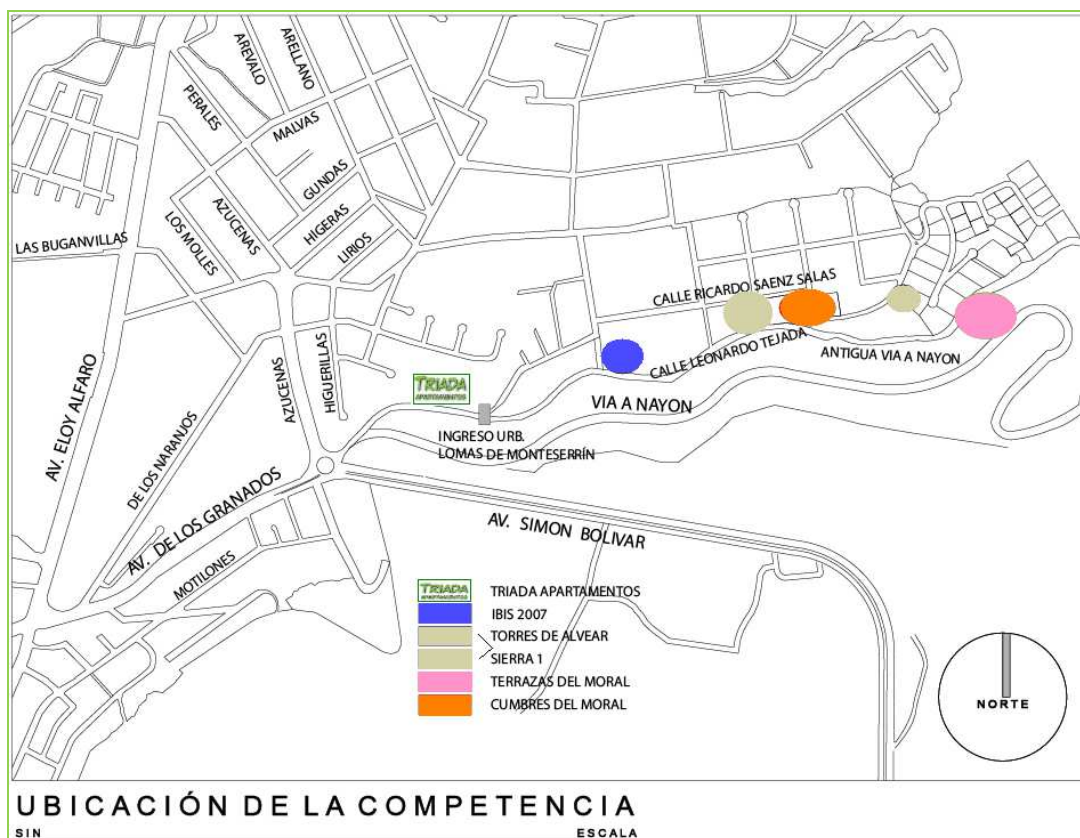 AREVALO
ARELLANO
PERALES
MALVAS
GUNDAS
AZUCENAS
HIGERAS
LOS MOLLES
LIRIOS
LAS BUGANVILLAS
CALLE RICARDO SAENZ SALAS
CALLE LEONARDO TEJADA
ANTIGUA VIA A NAYON
AV. ELOY ALFARO
AZUCENAS
HIGUERILLAS
TRIADA
APARTAMENTOS
VIA A NAYON
INGRESO URB.
LOMAS DE MONTESERRÍN
DE LOS NARANJOS
AV. DE LOS GRANADOS
MOTILONES
AV. SIMON BOLIVAR
TRIADA
APARTAMENTOS
TRIADA APARTAMENTOS
IBIS 2007
TORRES DE ALVEAR
SIERRA 1
TERRAZAS DEL MORAL
CUMBRES DEL MORAL
NORTE
UBICACIÓN DE LA COMPETENCIA
SIN ESCALA